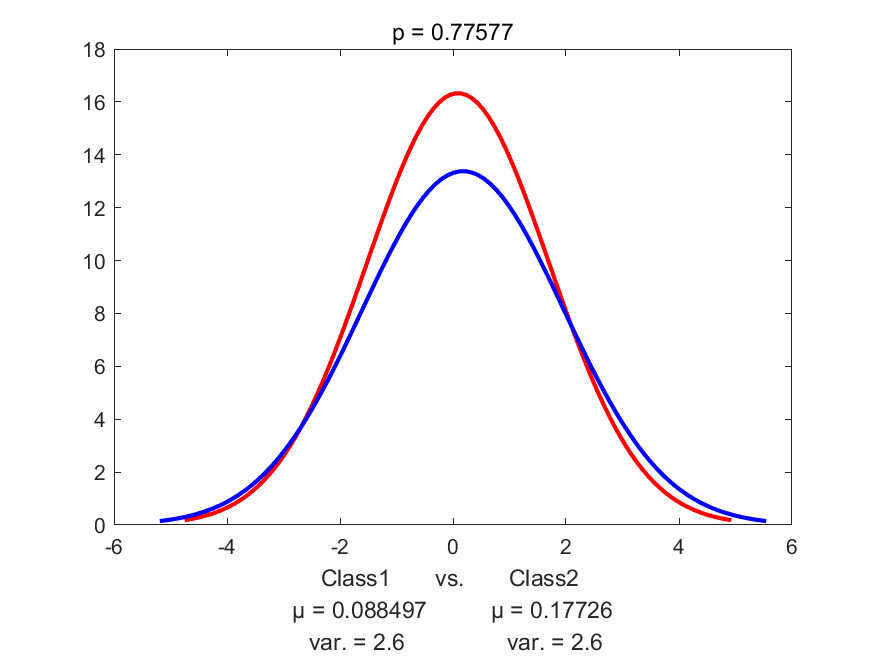 p = 0.77577
18
16
14
12
10
8
6
4
2
0
-6 -4 -2 0 2 4 6
Class1 vs. Class2
μ = 0.088497 μ = 0.17726
var. = 2.6 var. = 2.6